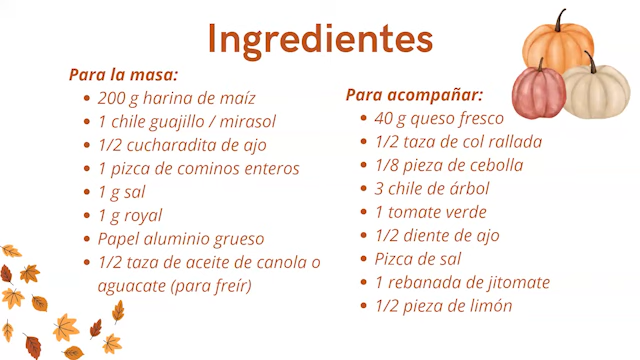 Ingredientes
Para la masa:
• 200 g harina de maíz
• 1 chile guajillo / mirasol
• 1/2 cucharadita de ajo
• 1 pizca de cominos enteros
• 1 g sal
• 1 g royal
• Papel aluminio grueso
• 1/2 taza de aceite de canola o
aguacate (para freír)
Para acompañar:
• 40 g queso fresco
• 1/2 taza de col rallada
• 1/8 pieza de cebolla
• 3 chile de árbol
• 1 tomate verde
• 1/2 diente de ajo
• Pizca de sal
• 1 rebanada de jitomate
• 1/2 pieza de limón